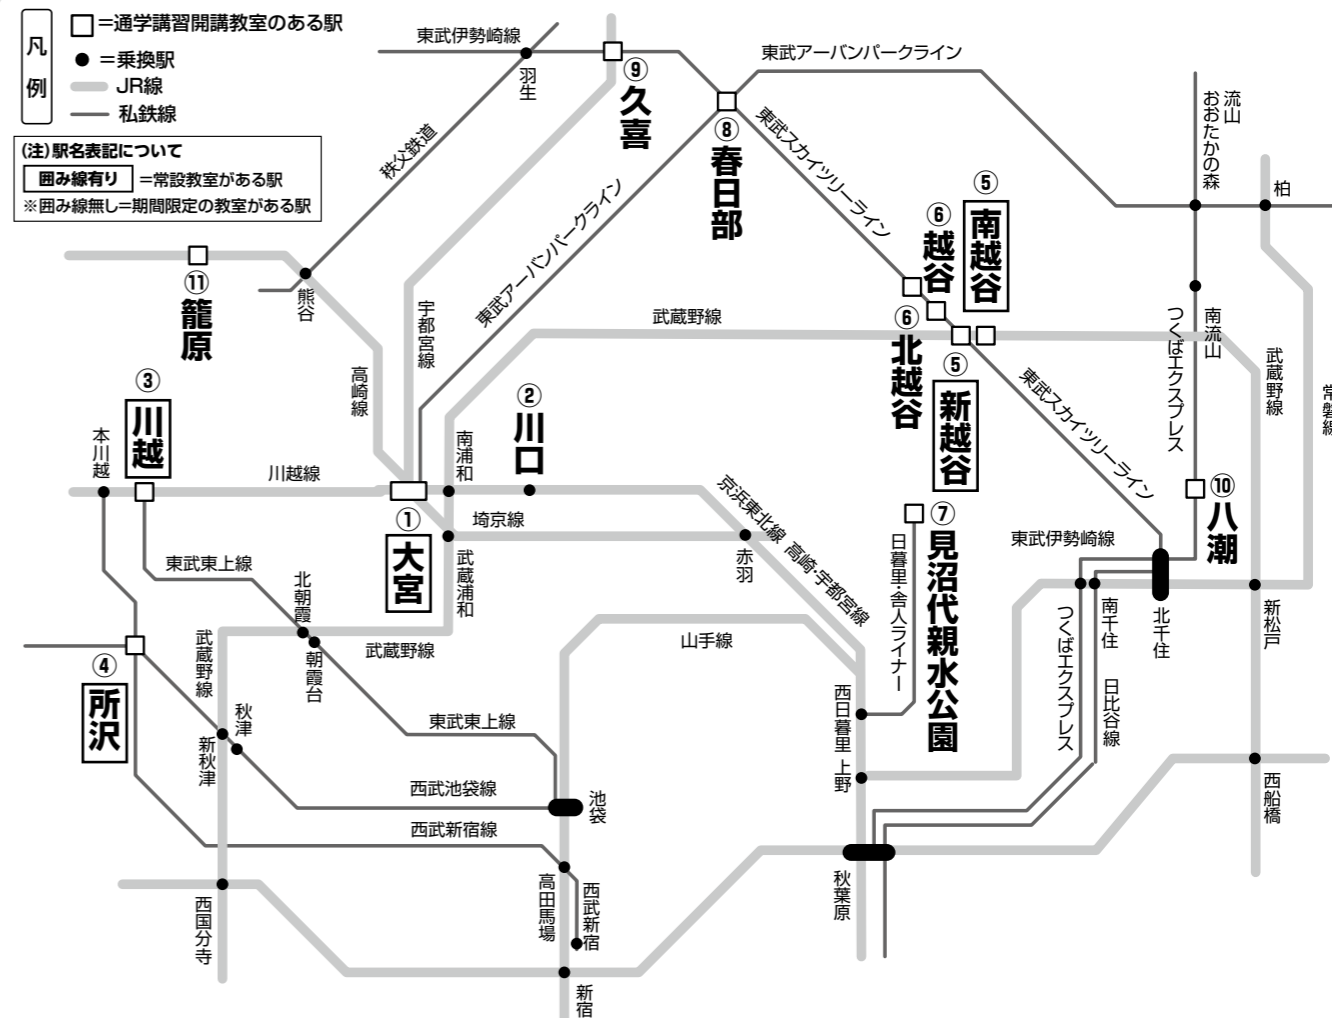 凡例
□=通学講習開講教室のある駅
●=乗換駅
JR線
私鉄線
(注)駅名表記について
囲み線有り =常設教室がある駅
※囲み線無し=期間限定の教室がある駅
東武伊勢崎線
羽生
⑨
久喜
東武アーバンパークライン
⑧
春日部
秩父鉄道
東武スカイツリーライン
東武アーバンパークライン
流山
おおたかの森
柏
⑤
南越谷
⑥
越谷
⑪
籠原
熊谷
宇都宮線
高崎線
武蔵野線
⑥
北越谷
⑤
新越谷
東武スカイツリーライン
つくばエクスプレス
南流山
武蔵野線
常磐線
③
川越
本川越
川越線
南浦和
②
川口
①
大宮
埼京線
武蔵浦和
京浜東北線
高崎・宇都宮線
赤羽
⑦
見沼代親水公園
日暮里・舎人ライナー
⑩
八潮
東武伊勢崎線
北千住
南千住
つくばエクスプレス
日比谷線
新松戸
東武東上線
北朝霞
朝霞台
武蔵野線
武蔵野線
山手線
④
所沢
秋津
新秋津
東武東上線
西武池袋線
池袋
西武新宿線
西日暮里
上野
西船橋
秋葉原
西国分寺
高田馬場
西武新宿
新宿